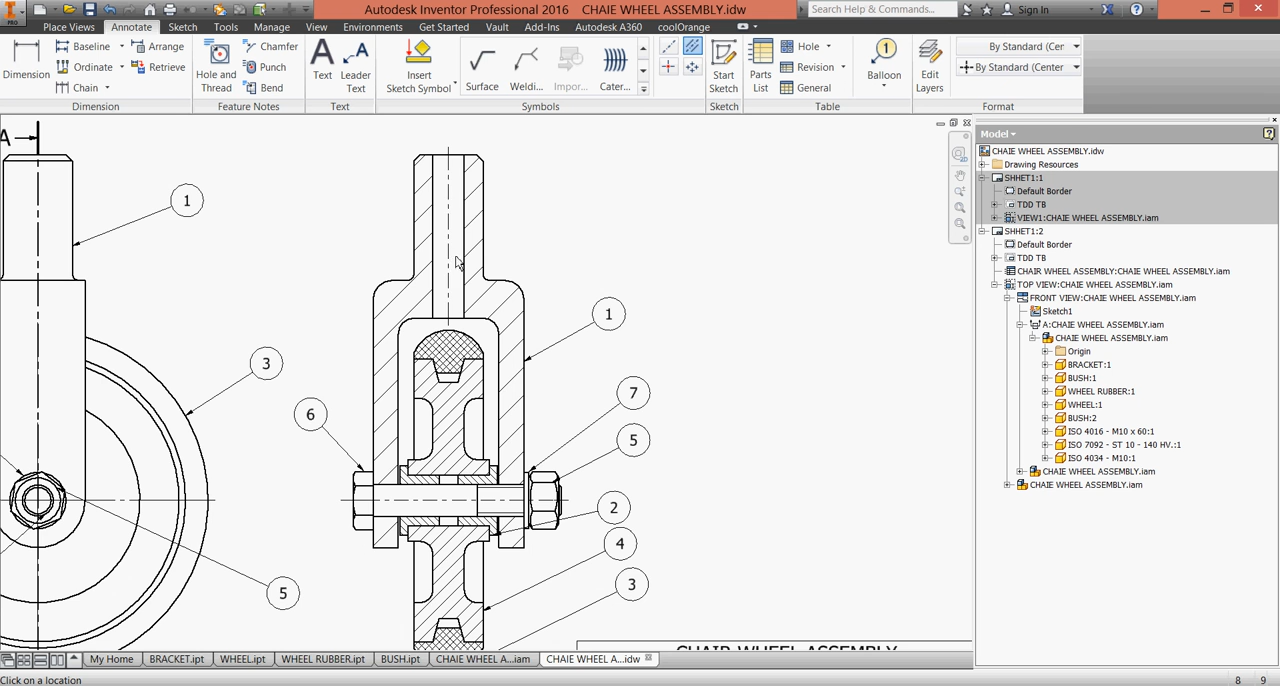 Autodesk Inventor Professional 2016 CHAIE WHEEL ASSEMBLY.idw
Search Help & Commands...
Sign In
PRO
Place Views Annotate Sketch Tools Manage View Environments Get Started Vault Add-Ins Autodesk A360 coolOrange
Dimension
Baseline
Arrange
Ordinate
Retrieve
Chain
Dimension
Hole and
Thread
Chamfer
Punch
Bend
Feature Notes
Text
Leader
Text
Text
Insert
Sketch Symbol
Surface
Weldi...
Impor...
Cater...
Symbols
Start
Sketch
Sketch
Parts
List
Hole
Revision
General
Table
Balloon
Edit
Layers
By Standard (Cer
By Standard (Center
Format
A
1
3
5
1
7
6
5
2
4
3
CHAIR WHEEL ASSEMBLY
Model
CHAIE WHEEL ASSEMBLY.idw
Drawing Resources
SHHET1:1
Default Border
TDD TB
VIEW1:CHAIE WHEEL ASSEMBLY.iam
SHHET1:2
Default Border
TDD TB
CHAIR WHEEL ASSEMBLY:CHAIE WHEEL ASSEMBLY.iam
TOP VIEW:CHAIE WHEEL ASSEMBLY.iam
FRONT VIEW:CHAIE WHEEL ASSEMBLY.iam
Sketch1
A:CHAIE WHEEL ASSEMBLY.iam
CHAIE WHEEL ASSEMBLY.iam
Origin
BRACKET:1
BUSH:1
WHEEL RUBBER:1
WHEEL:1
BUSH:2
ISO 4016 - M10 x 60:1
ISO 7092 - ST 10 - 140 HV.:1
ISO 4034 - M10:1
CHAIE WHEEL ASSEMBLY.iam
CHAIE WHEEL ASSEMBLY.iam
My Home BRACKET.ipt WHEEL.ipt WHEEL RUBBER.ipt BUSH.ipt CHAIE WHEEL A...iam CHAIE WHEEL A...idw
Click on a location
8 9